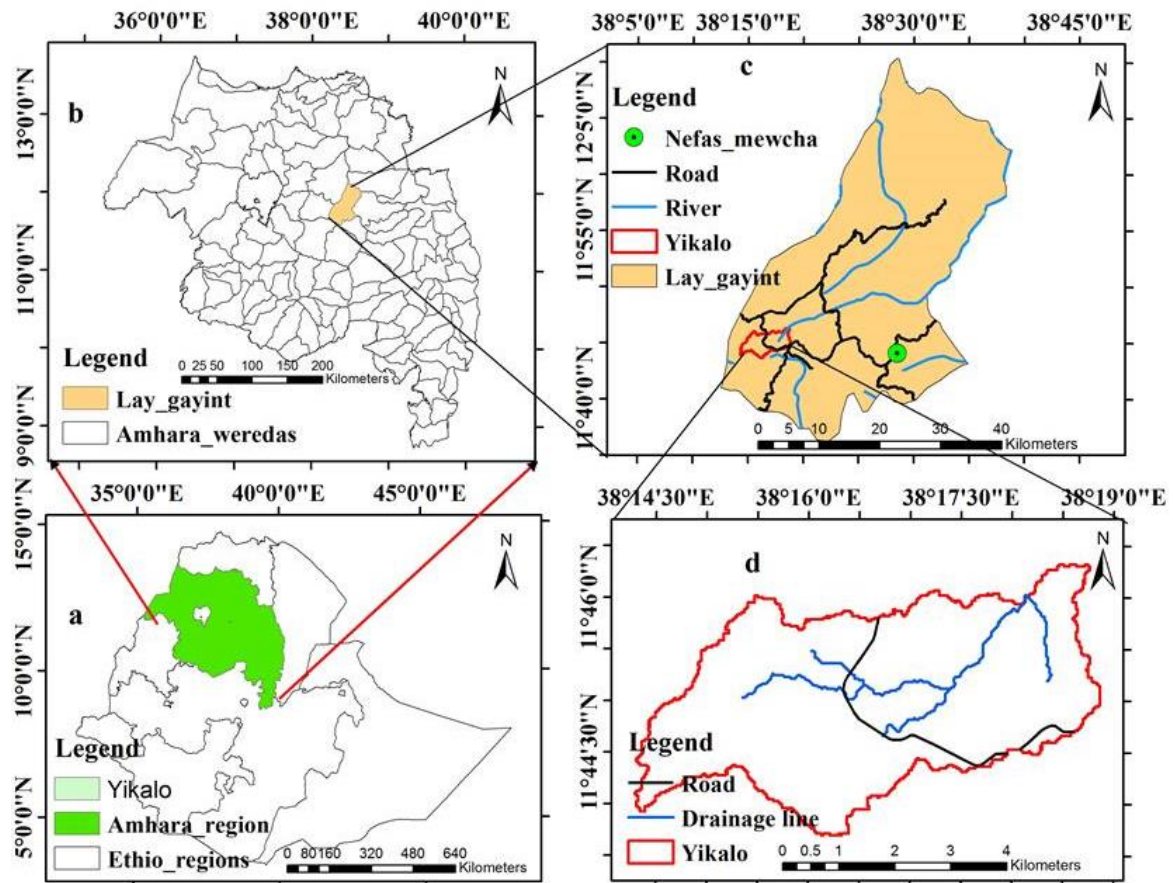 36°0'0"E 38°0'0"E 40°0'0"E
13°0'0"N
11°0'0"N
9°0'0"N
b
N
Legend
0 25 50 100 150 200
Kilometers
Lay_gayint
Amhara_weredas
38°5'0"E 38°15'0"E 38°30'0"E 38°45'0"E
12°5'0"N
11°55'0"N
11°40'0"N
c
N
Legend
Nefas_mewcha
Road
River
Yikalo
Lay_gayint
0 5 10 20 30 40
Kilometers
35°0'0"E 40°0'0"E 45°0'0"E
15°0'0"N
10°0'0"N
5°0'0"N
a
N
Legend
Yikalo
Amhara_region
Ethio_regions
0 80 160 320 480 640
Kilometers
38°14'30"E 38°16'0"E 38°17'30"E 38°19'0"E
11°46'0"N
11°44'30"N
d
N
Legend
Road
Drainage line
Yikalo
0 0.5 1 2 3 4
Kilometers